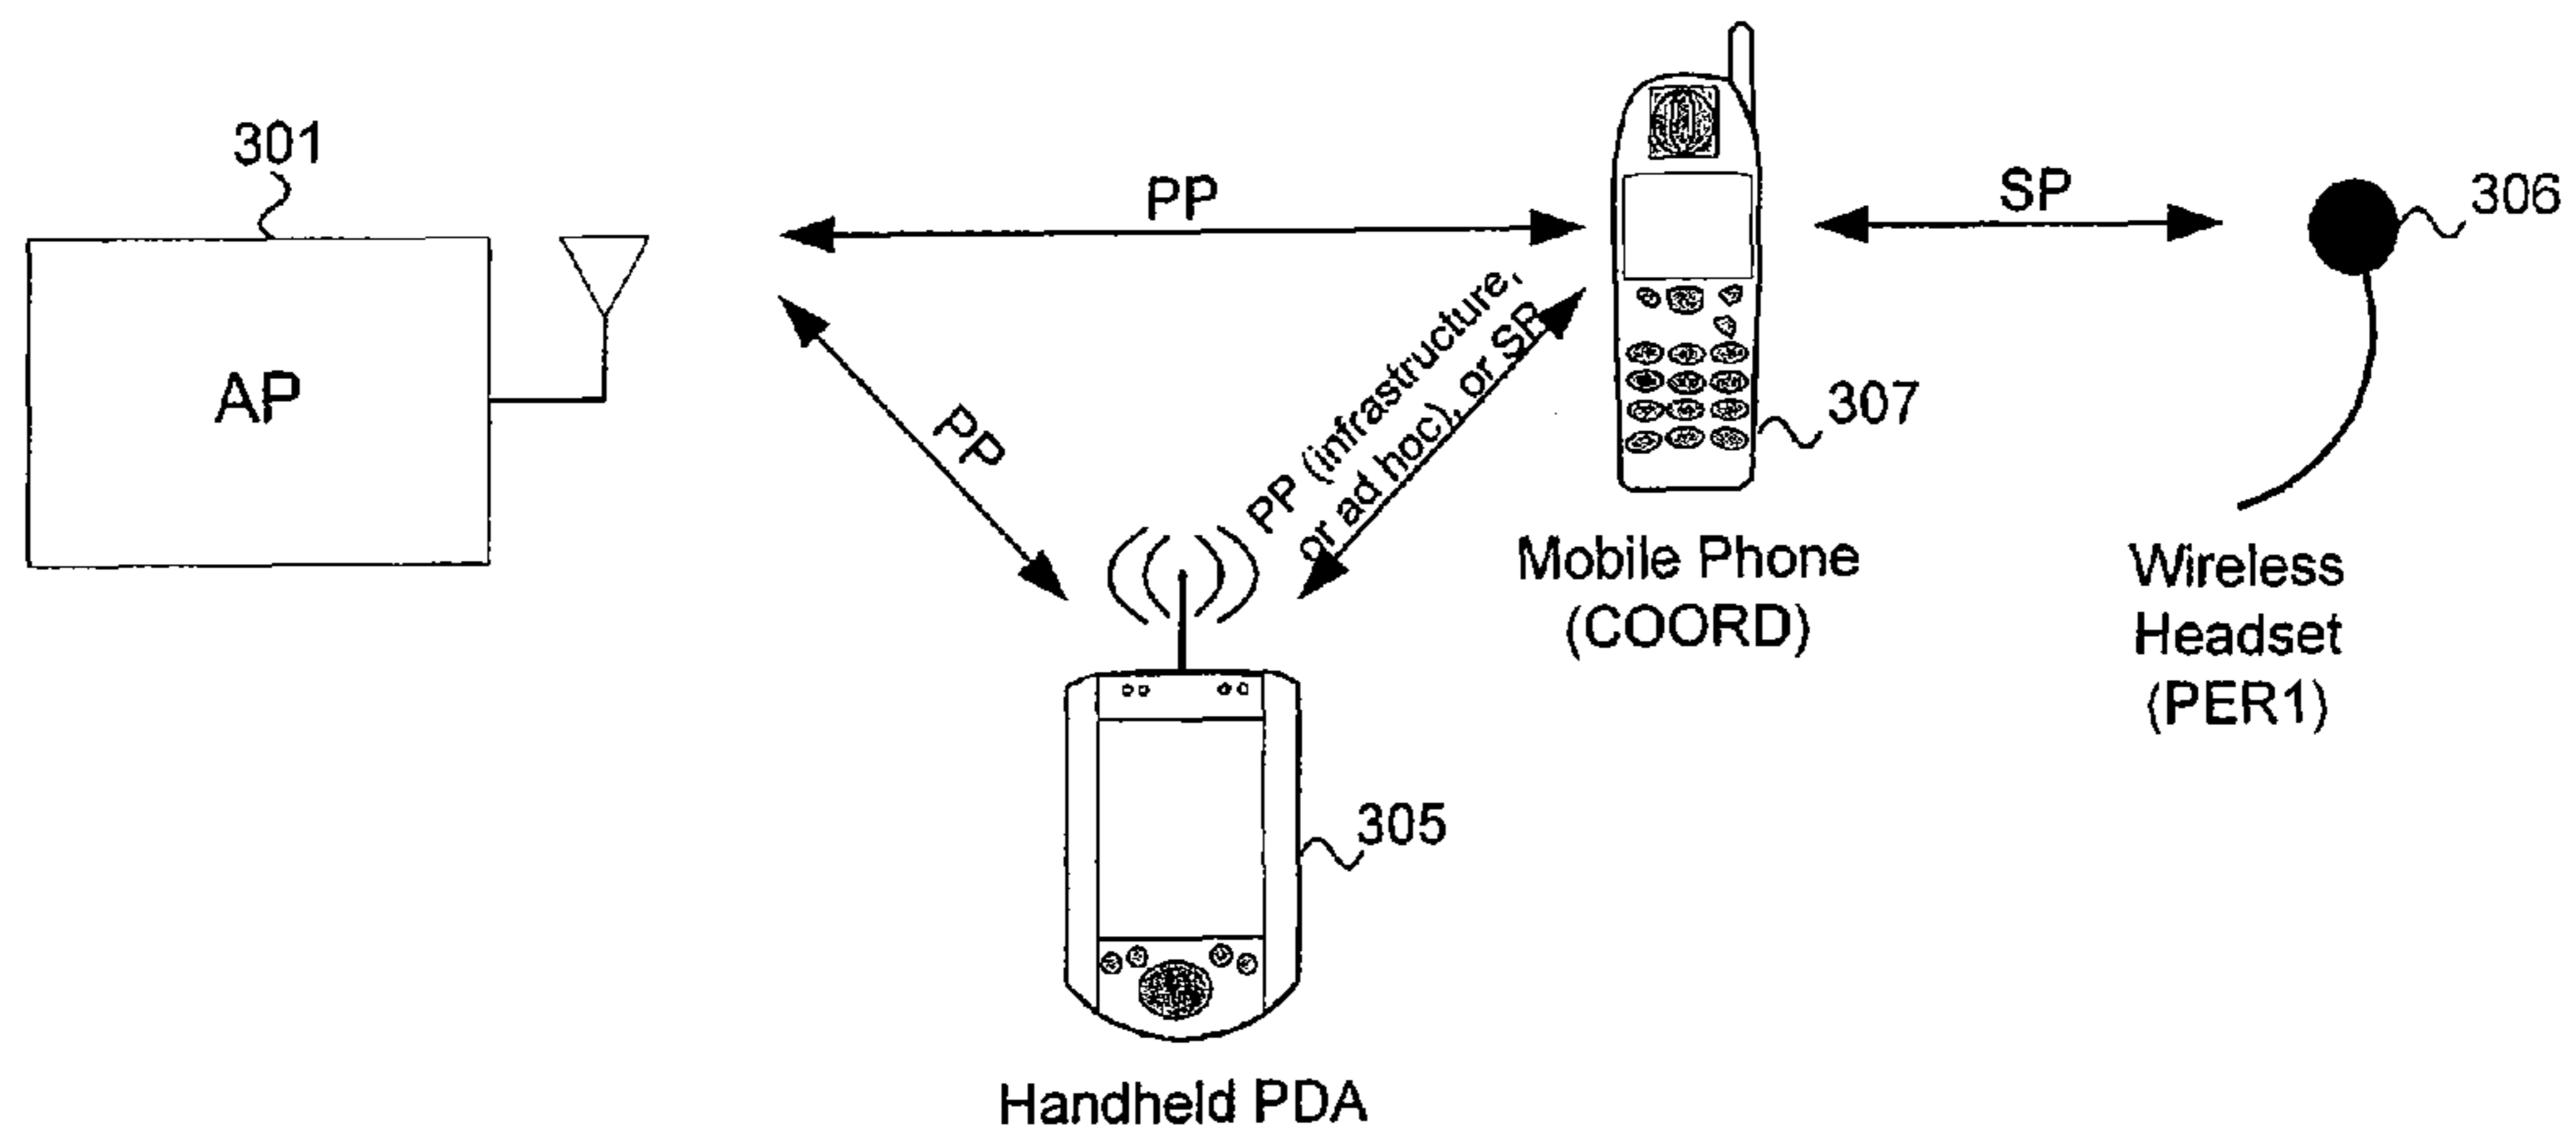 301
PP
SP
306
AP
PP
PP (infrastructure,
or ad hoc), or SP
307
Mobile Phone
(COORD)
Wireless
Headset
(PER1)
305
Handheld PDA